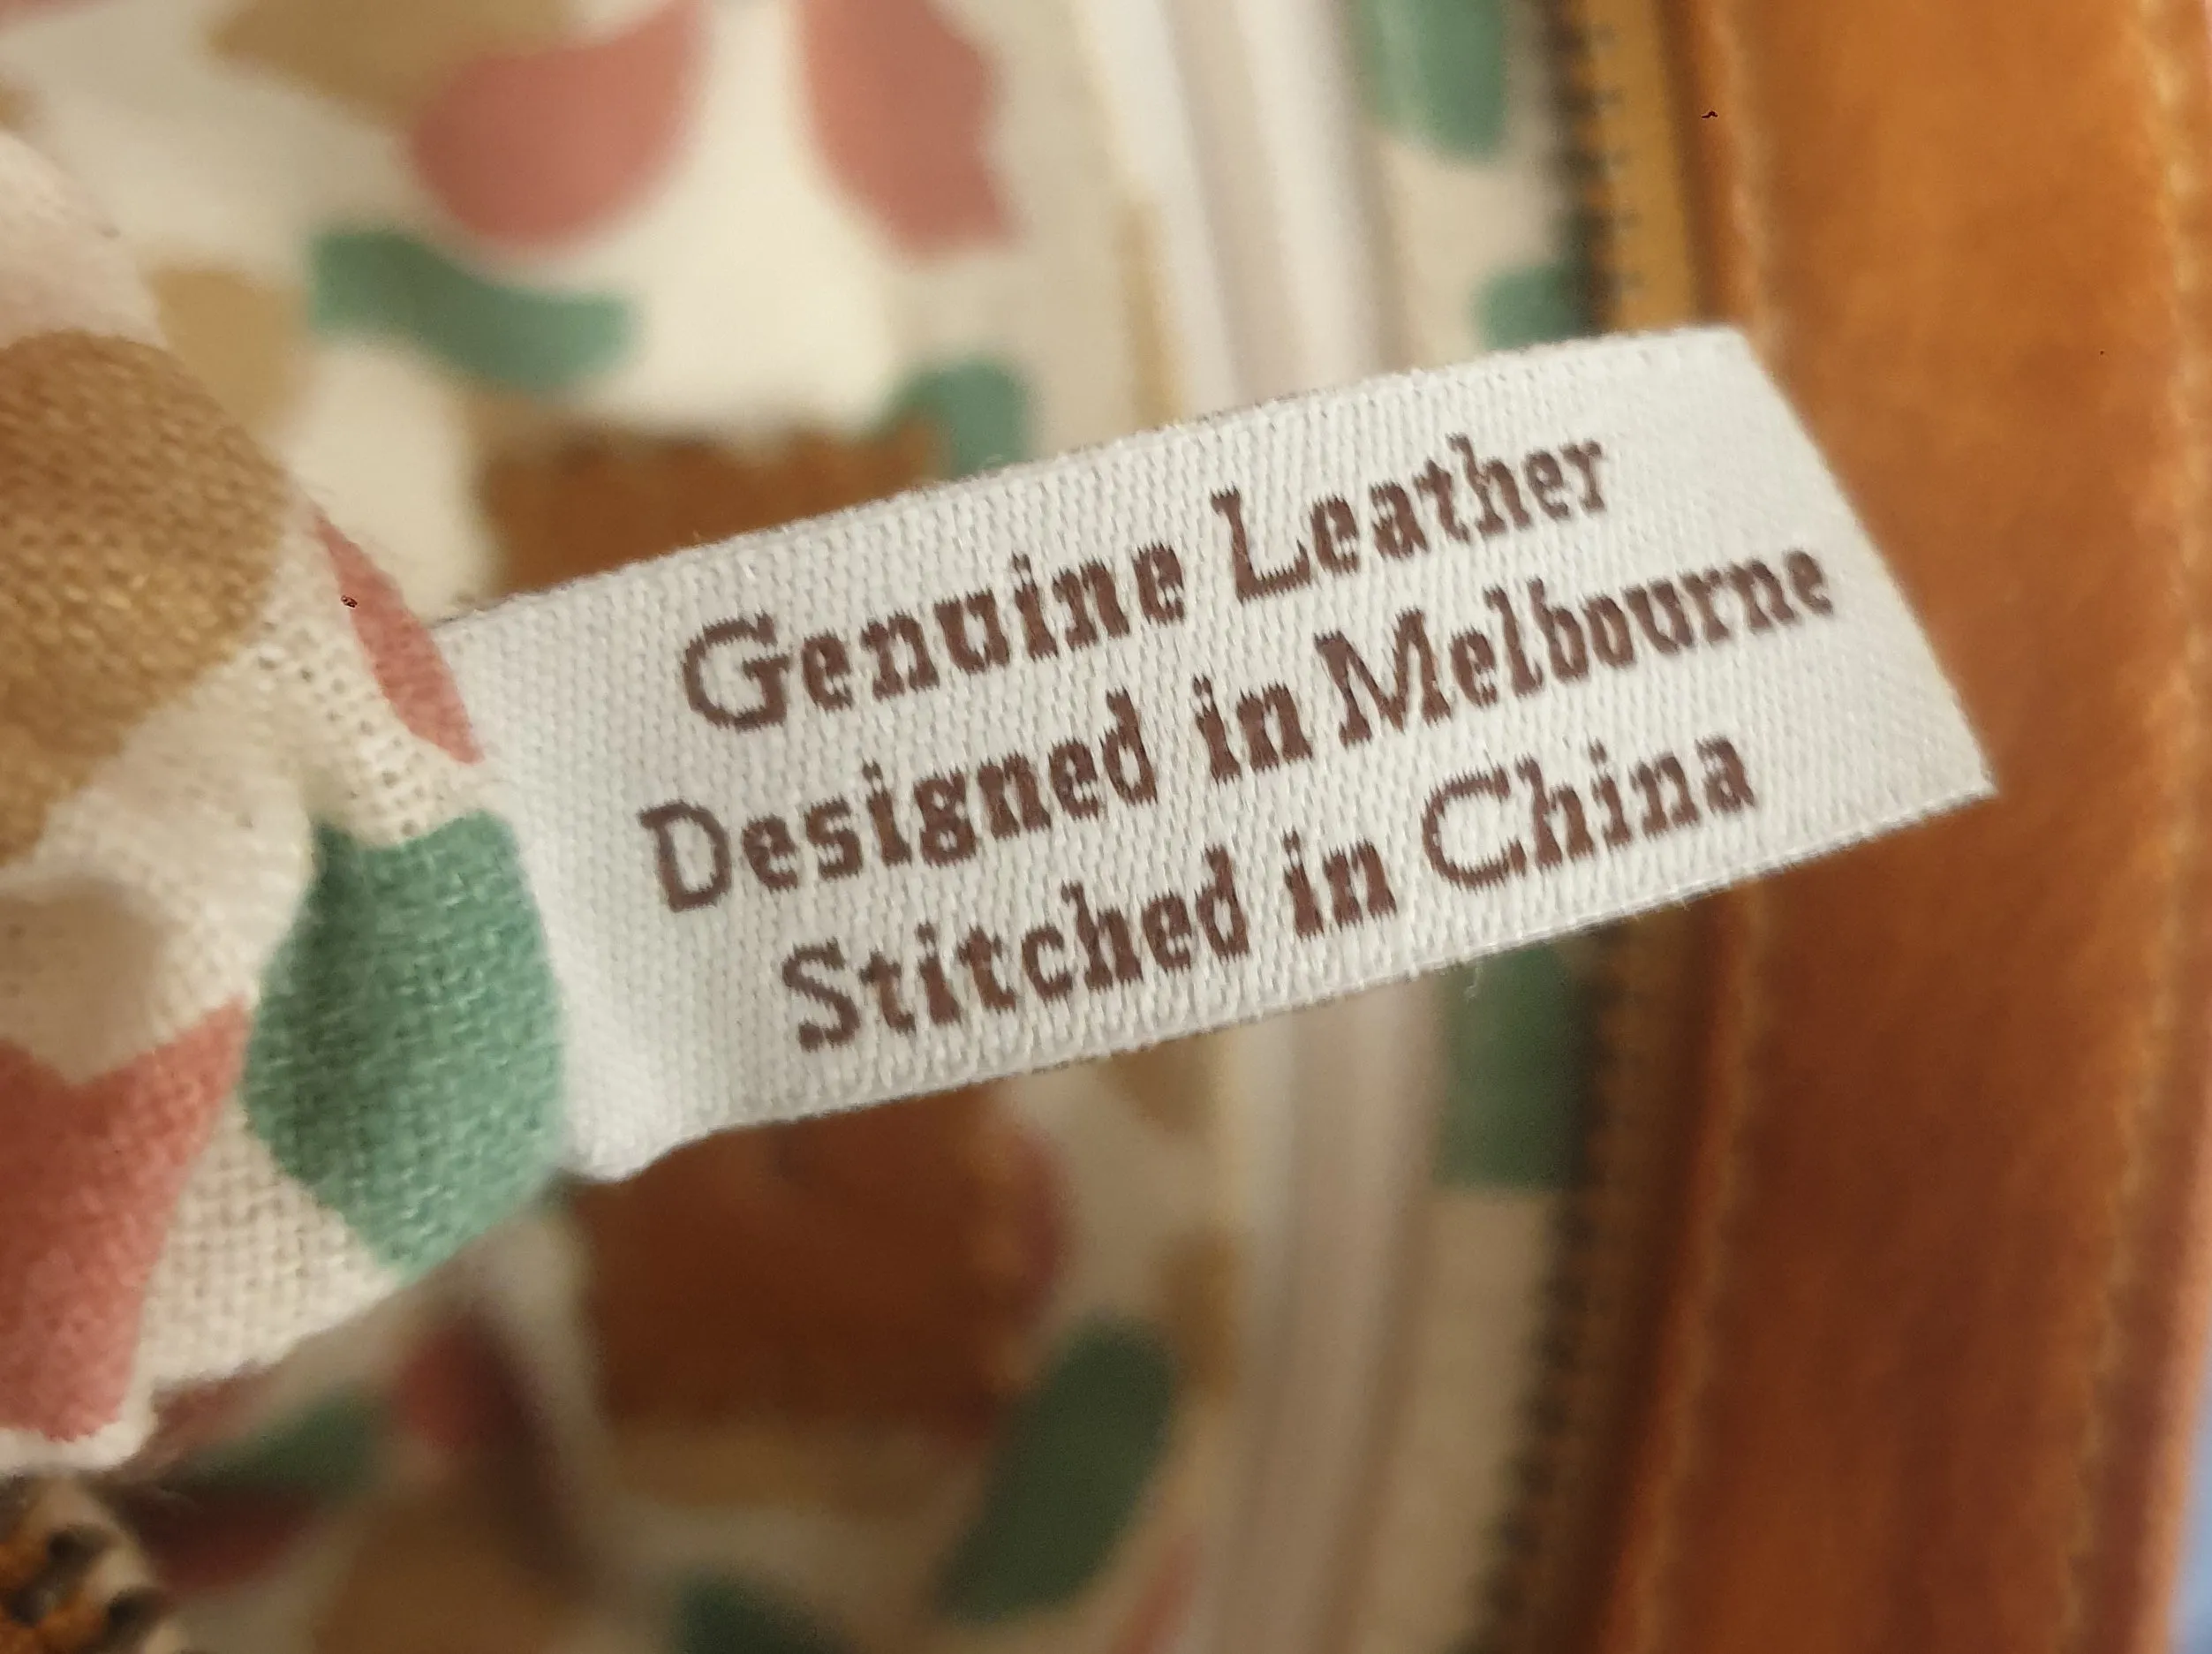 Genuine Leather
Designed in Melbourne
Stitched in China